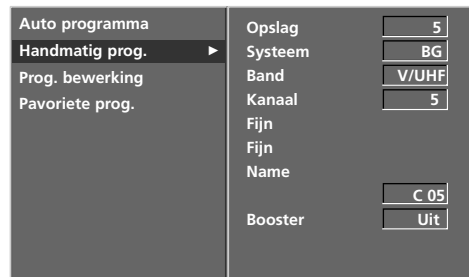 Auto programma
Handmatig prog. ►
Prog. bewerking
Pavoriete prog.
Opslag 5
Systeem BG
Band V/UHF
Kanaal 5
Fijn
Fijn
Name
C 05
Booster Uit